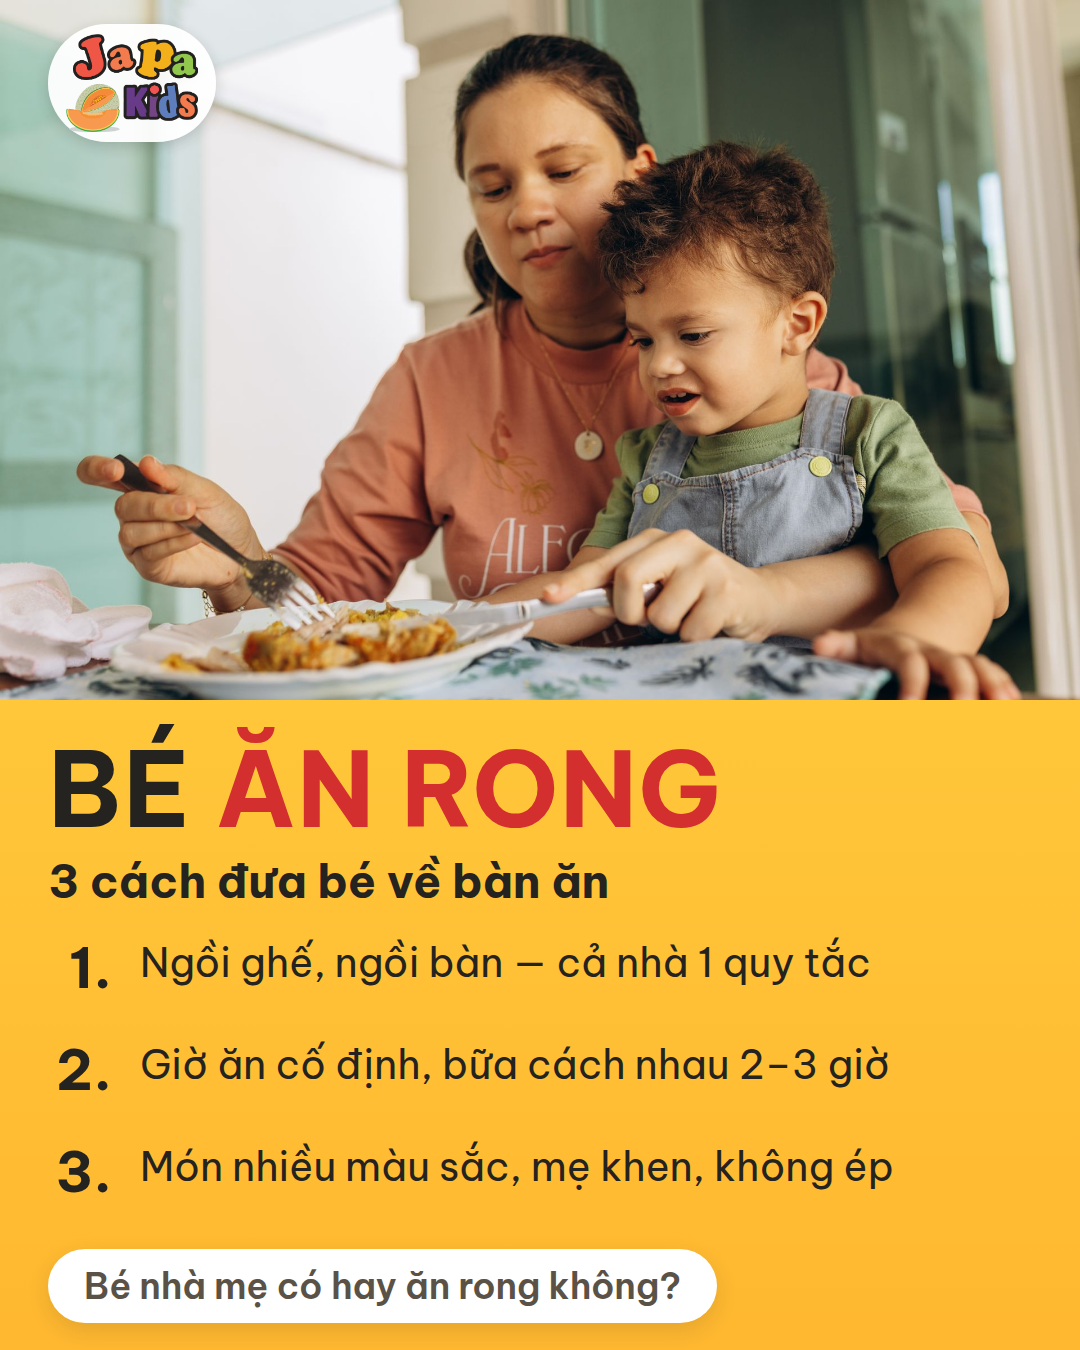 Japa
Kids
ALEG
BÉ ĂN RONG
3 cách đưa bé về bàn ăn
1. Ngồi ghế, ngồi bàn — cả nhà 1 quy tắc
2. Giờ ăn cố định, bữa cách nhau 2–3 giờ
3. Món nhiều màu sắc, mẹ khen, không ép
Bé nhà mẹ có hay ăn rong không?